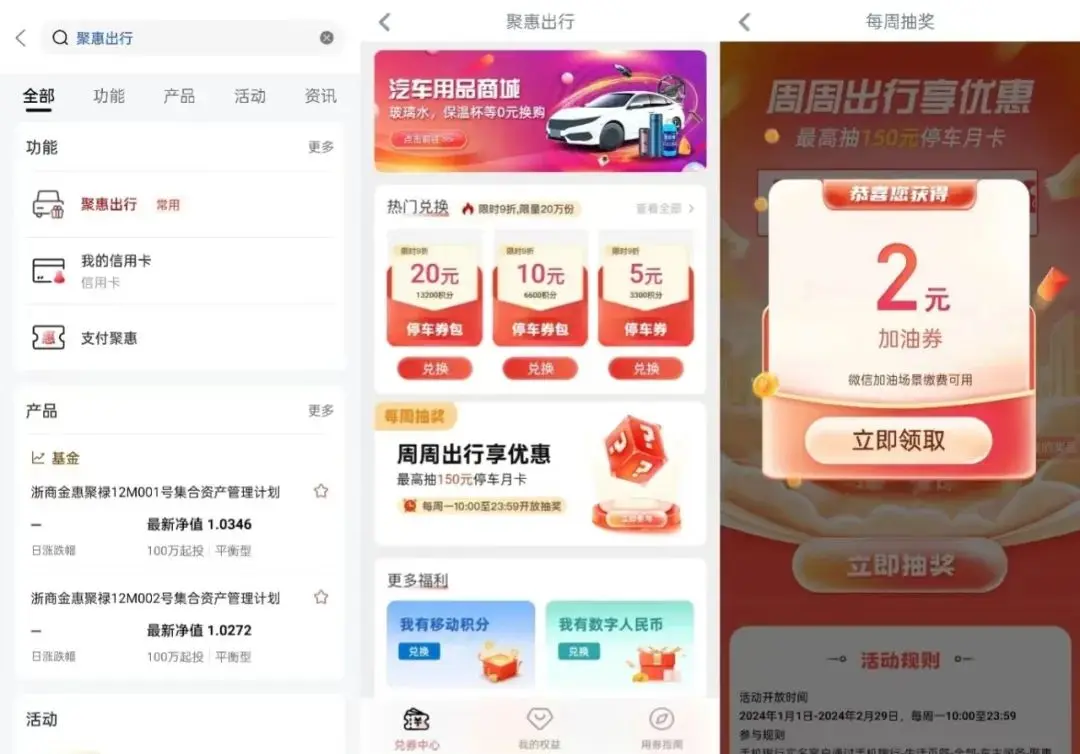 聚惠出行
全部
功能
产品
活动
资讯
功能
更多
聚惠出行 常用
我的信用卡
信用卡
支付聚惠
产品
更多
基金
浙商金惠聚禄12M001号集合资产管理计划
— 最新净值 1.0346
日涨跌幅 100万起投 平衡型
浙商金惠聚禄12M002号集合资产管理计划
— 最新净值 1.0272
日涨跌幅 100万起投 平衡型
活动
聚惠出行
汽车用品商城
玻璃水，保温杯等0元换购
点击前往 >>
热门兑换 限时9折,限量20万份 查看全部
限时9折
20元
13200积分
停车券包
兑换
限时9折
10元
6600积分
停车券包
兑换
限时9折
5元
3300积分
停车券
兑换
每周抽奖
周周出行享优惠
最高抽150元停车月卡
每周一10:00至23:59开放抽奖
更多福利
我有移动积分
兑换
我有数字人民币
兑换
兑券中心
我的权益
用券指南
每周抽奖
周周出行享优惠
最高抽150元停车月卡
恭喜您获得
2元
加油券
微信加油场景缴费可用
立即领取
立即抽奖
活动规则
活动开放时间
2024年1月1日-2024年2月29日，每周一10:00至23:59
参与规则